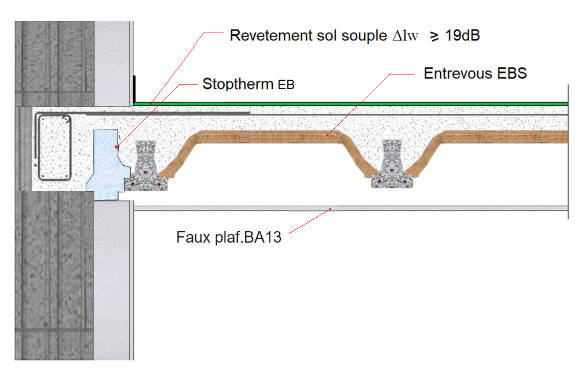 Revetement sol souple Δlw ⩾ 19dB
Entrevous EBS
Stoptherm EB
Faux plaf.BA13